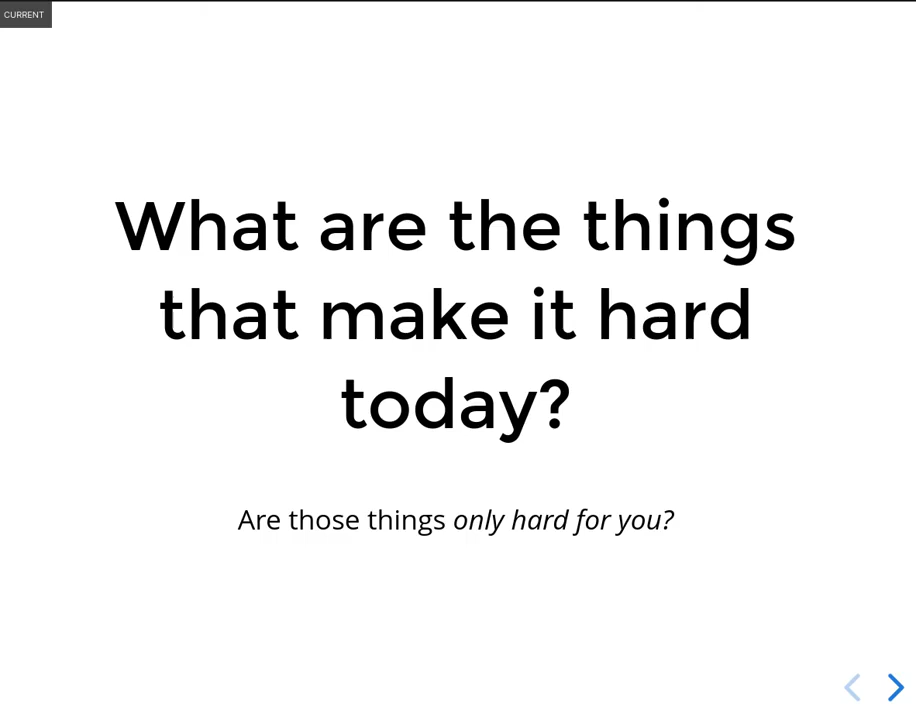 CURRENT
What are the things
that make it hard
today?
Are those things only hard for you?